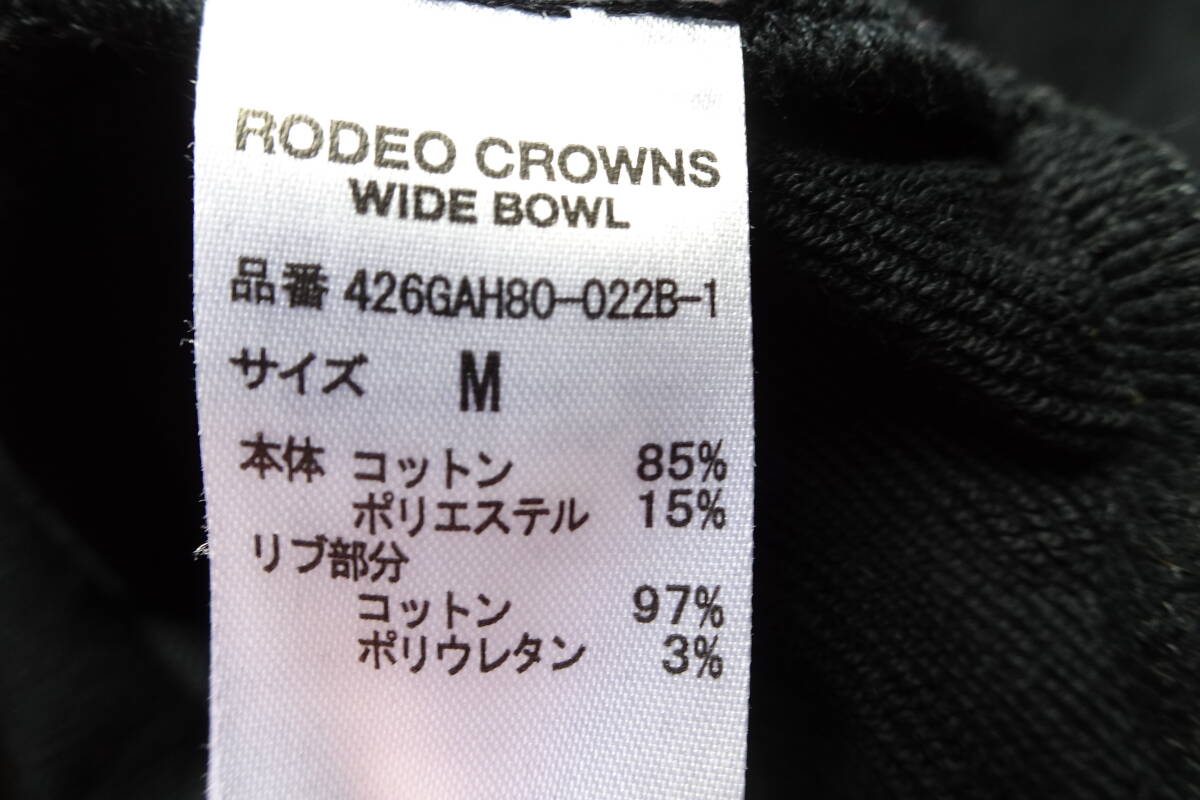 RODEO CROWNS
WIDE BOWL
品番 426GAH80-022B-1
サイズ M
本体 コットン 85%
ポリエステル 15%
リブ部分
コットン 97%
ポリウレタン 3%